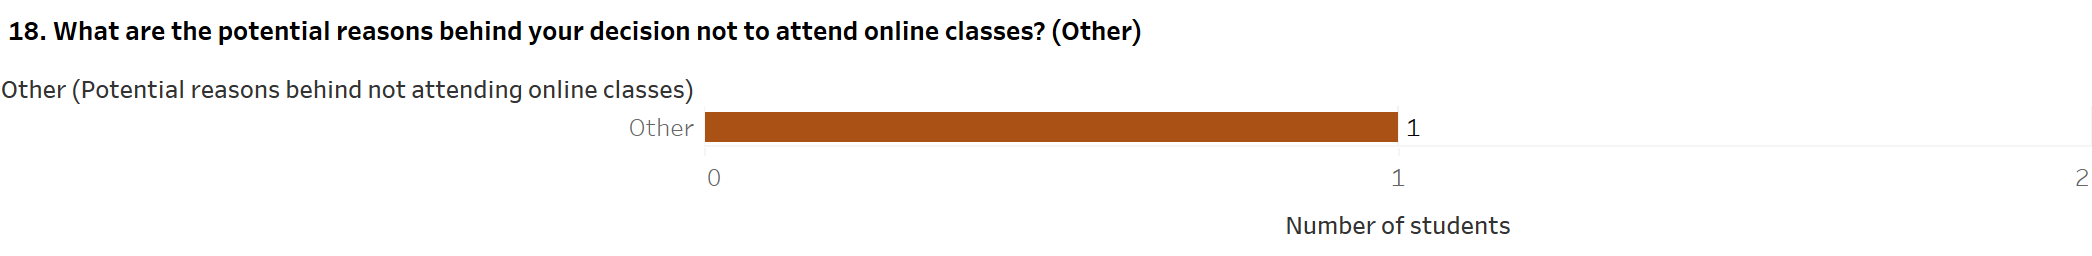 18. What are the potential reasons behind your decision not to attend online classes? (Other)
Other (Potential reasons behind not attending online classes)
Other 1
0 1 2
Number of students